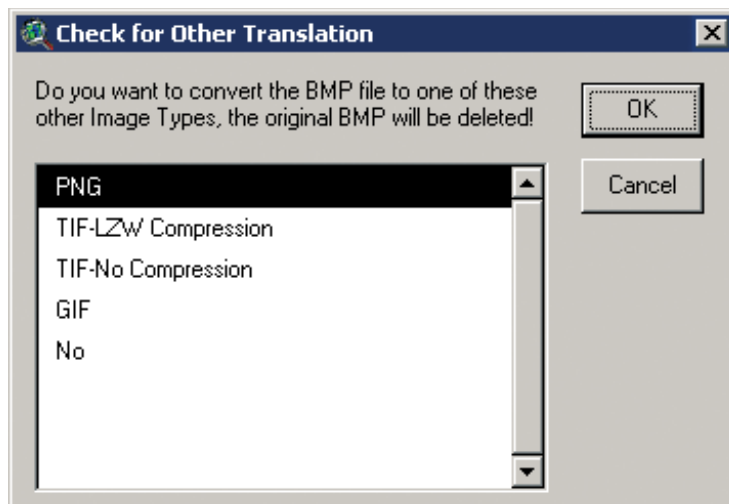 Check for Other Translation
Do you want to convert the BMP file to one of these
other Image Types, the original BMP will be deleted!
OK
Cancel
PNG
TIF-LZW Compression
TIF-No Compression
GIF
No